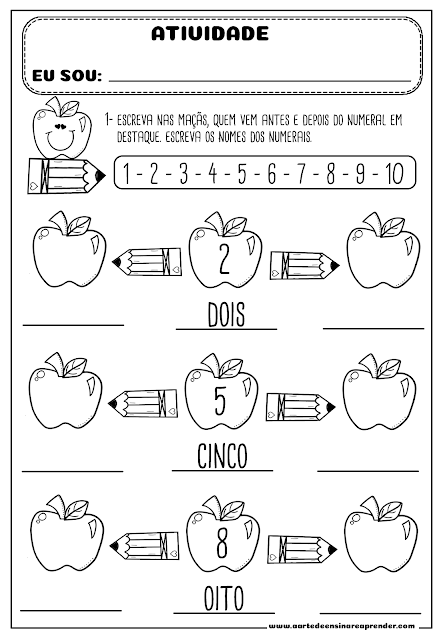 ATIVIDADE
EU SOU:
1- ESCREVA NAS MAÇÃS, QUEM VEM ANTES E DEPOIS DO NUMERAL EM
DESTAQUE. ESCREVA OS NOMES DOS NUMERAIS.
1 - 2 - 3 - 4 - 5 - 6 - 7 - 8 - 9 - 10
2
DOIS
5
CINCO
8
OITO
www.aartedeensinareaprender.com